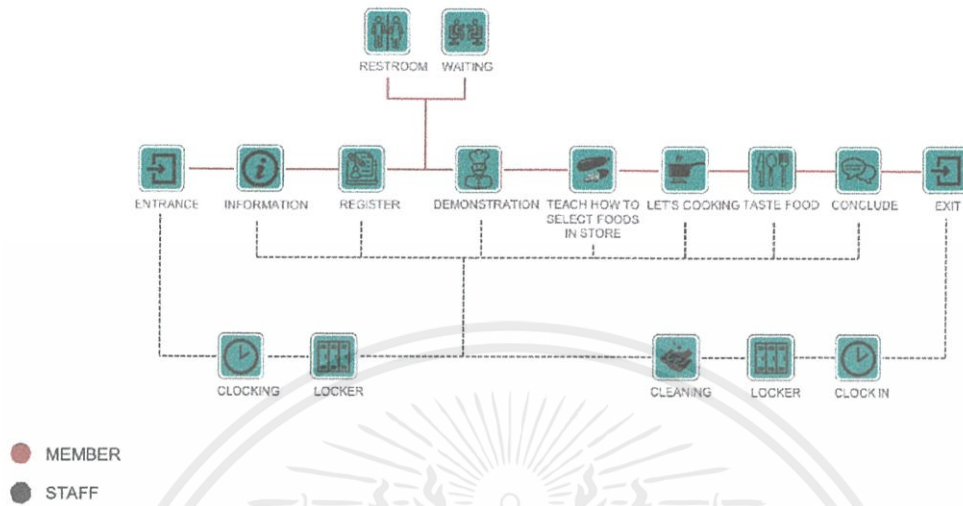 RESTROOM WAITING
ENTRANCE INFORMATION REGISTER DEMONSTRATION TEACH HOW TO LET'S COOKING TASTE FOOD CONCLUDE EXIT
SELECT FOODS
IN STORE
CLOCKING LOCKER CLEANING LOCKER CLOCK IN
MEMBER
STAFF